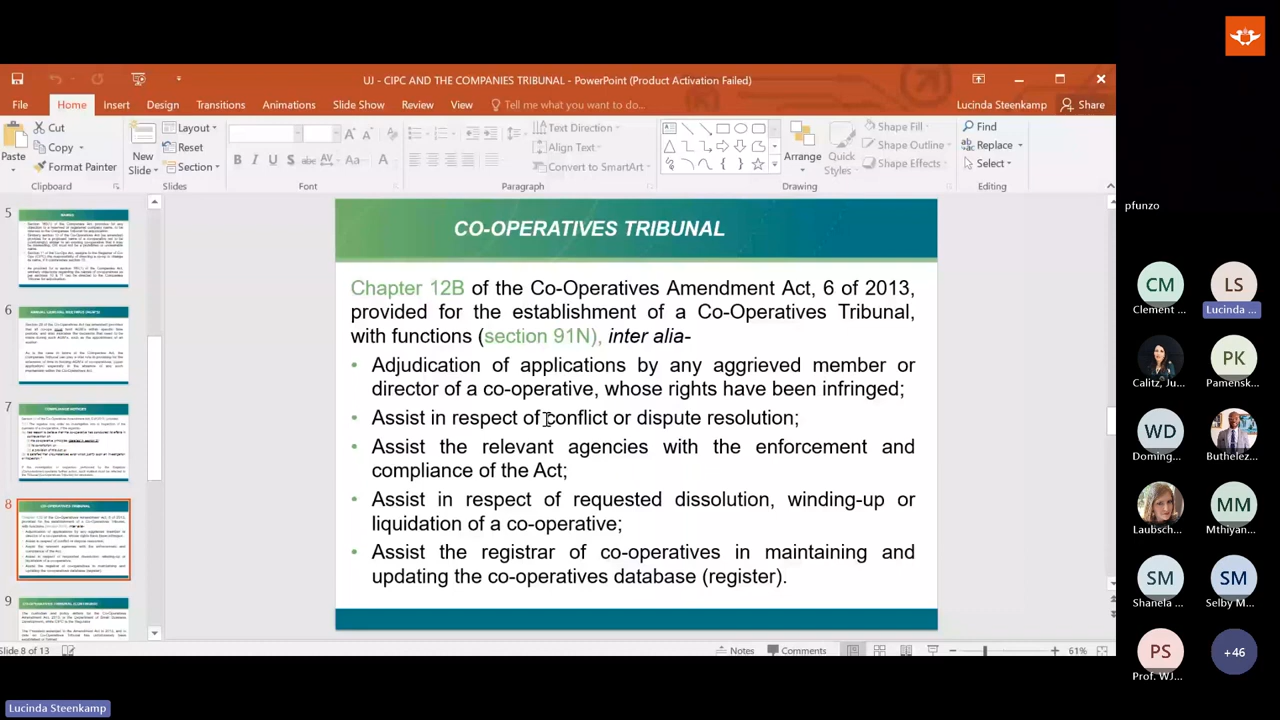 UJ - CIPC AND THE COMPANIES TRIBUNAL - PowerPoint (Product Activation Failed)
File Home Insert Design Transitions Animations Slide Show Review View Tell me what you want to do... Lucinda Steenkamp Share
Cut
Copy
Format Painter
Paste
Clipboard
New
Slide
Layout
Reset
Section
Slides
Font
Text Direction
Align Text
Convert to SmartArt
Paragraph
Arrange
Quick
Styles
Shape Fill
Shape Outline
Shape Effects
Drawing
Find
Replace
Select
Editing
5
6
7
8
9
CO-OPERATIVES TRIBUNAL
Chapter 12B of the Co-Operatives Amendment Act, 6 of 2013,
provided for the establishment of a Co-Operatives Tribunal,
with functions (section 91N), inter alia-
• Adjudication of applications by any aggrieved member or
director of a co-operative, whose rights have been infringed;
• Assist in respect of conflict or dispute resolution;
• Assist the relevant agencies with the enforcement and
compliance of the Act;
• Assist in respect of requested dissolution, winding-up or
liquidation of a co-operative;
• Assist the registrar of co-operatives in maintaining and
updating the co-operatives database (register).
Slide 8 of 13
Notes Comments 61%
Lucinda Steenkamp
pfunzo
CM LS
Clement ... Lucinda ...
PK
Calitz, Ju... Pamensk...
WD
Doming... Buthelez...
MM
Laubsch... Mthiyan...
SM SM
Shanela ... Selby M...
PS +46
Prof. WJ...